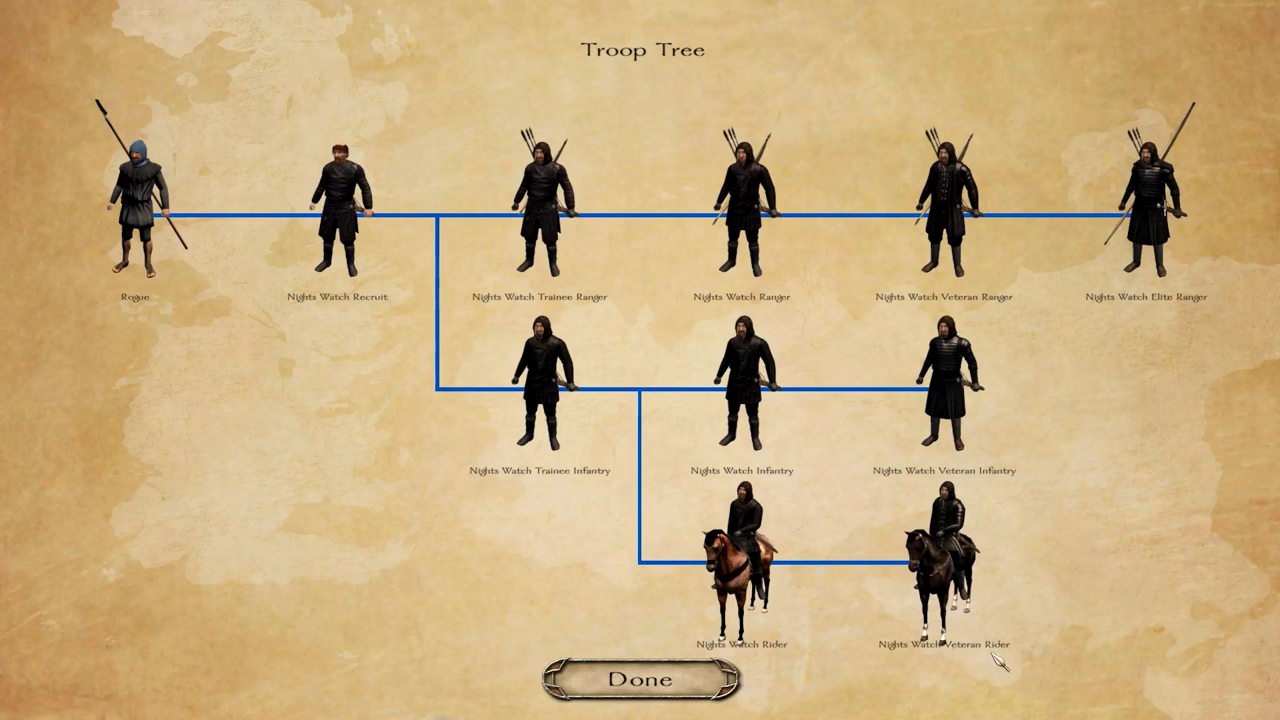 Troop Tree
Rogue
Nights Watch Recruit
Nights Watch Trainee Ranger
Nights Watch Ranger
Nights Watch Veteran Ranger
Nights Watch Elite Ranger
Nights Watch Trainee Infantry
Nights Watch Infantry
Nights Watch Veteran Infantry
Nights Watch Rider
Nights Watch Veteran Rider
Done